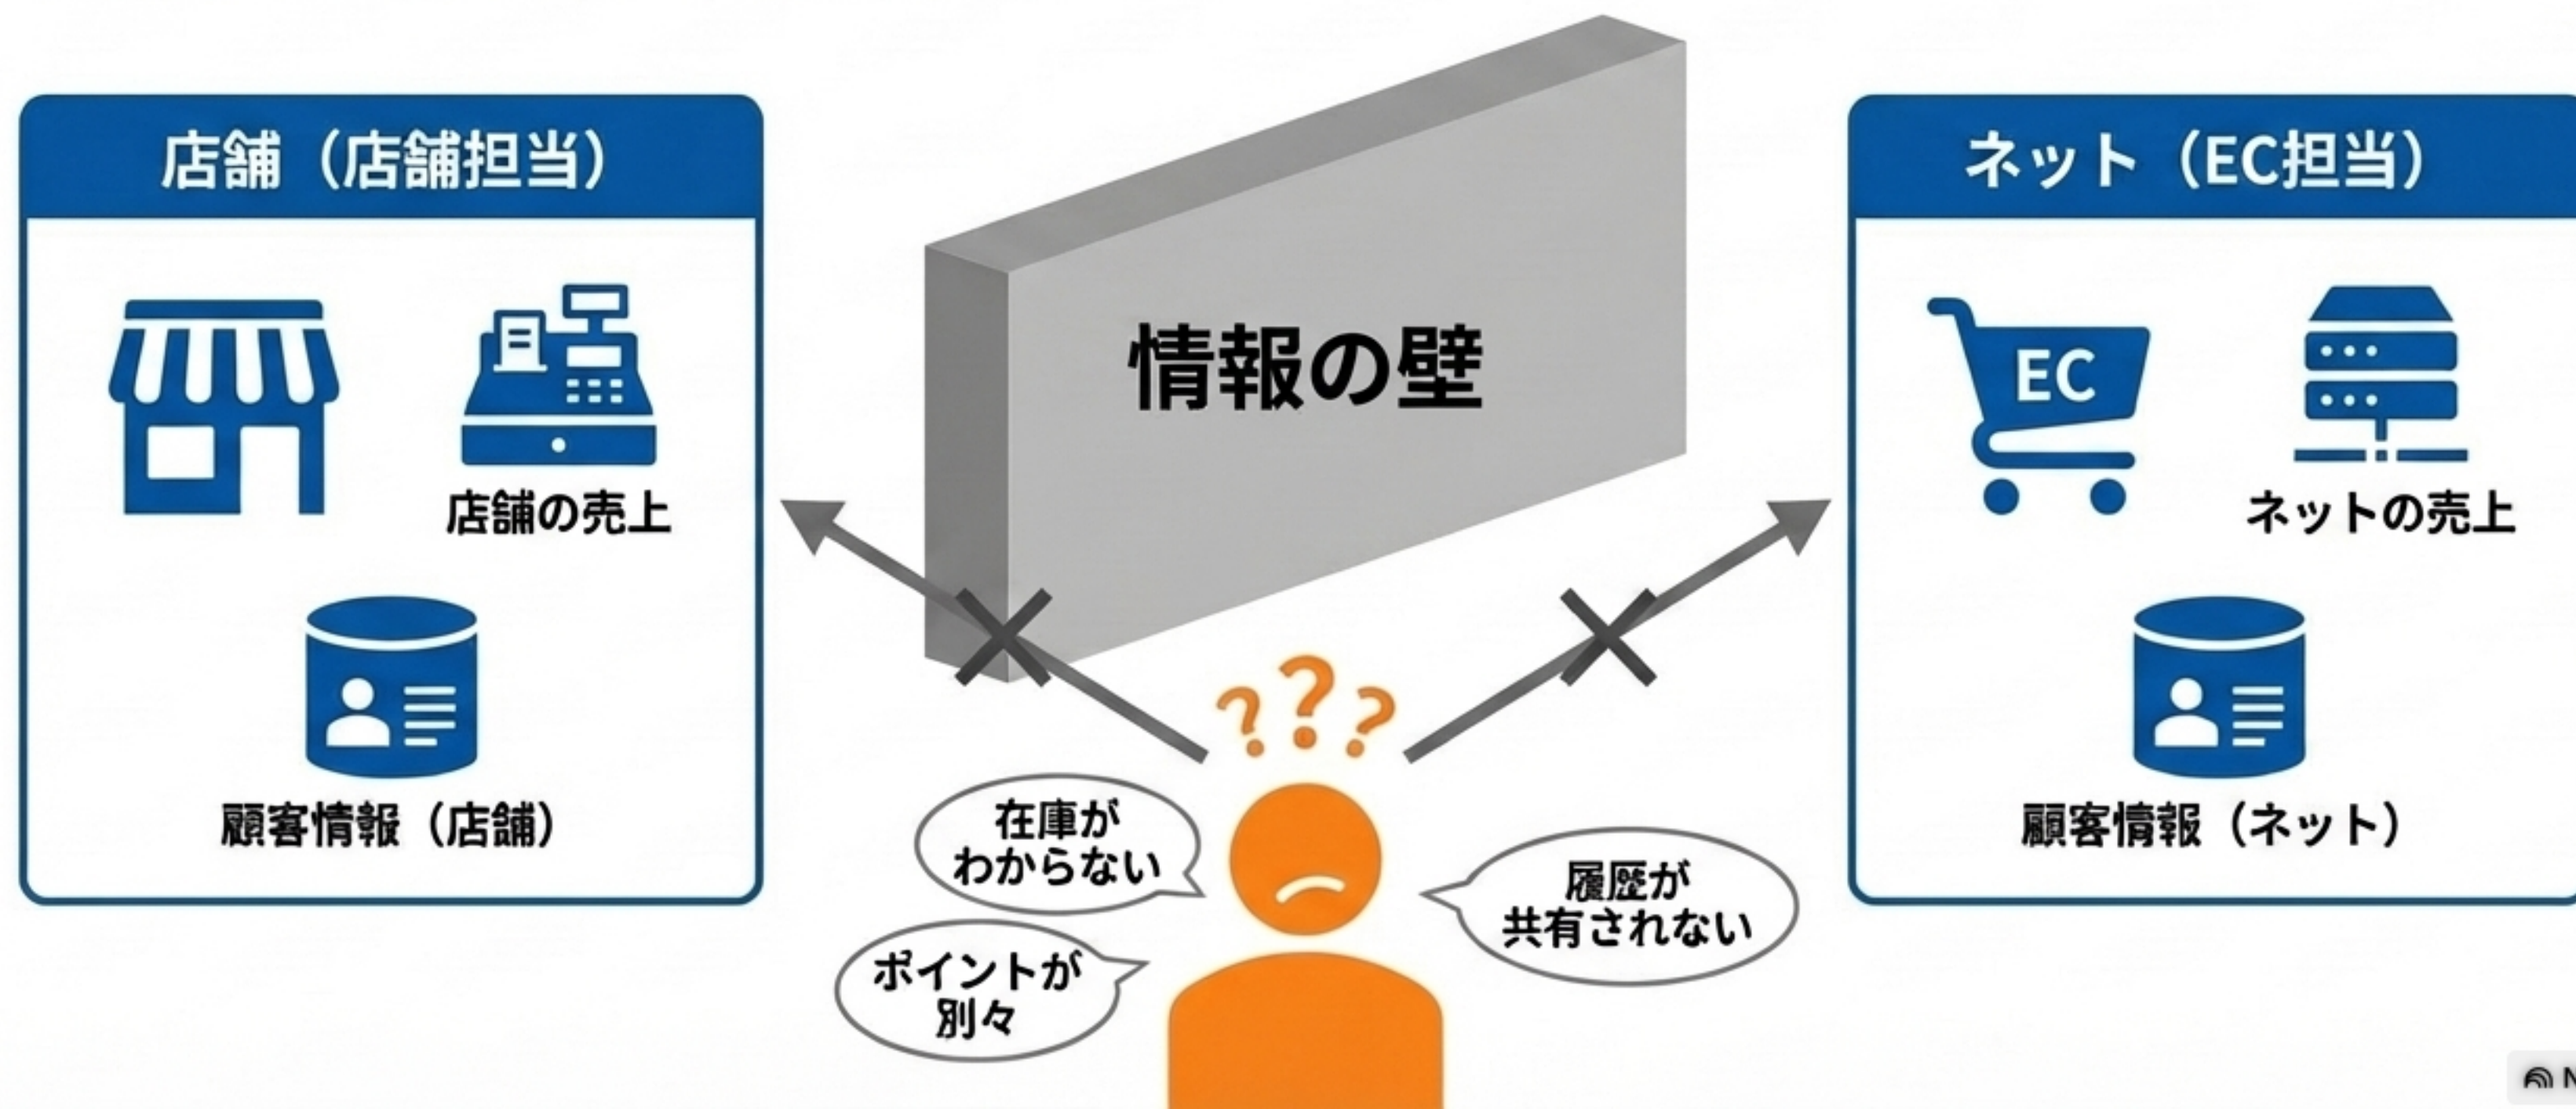 店舗（店舗担当）
店舗の売上
顧客情報（店舗）
情報の壁
???
在庫が
わからない
ポイントが
別々
履歴が
共有されない
ネット（EC担当）
EC
ネットの売上
顧客情報（ネット）